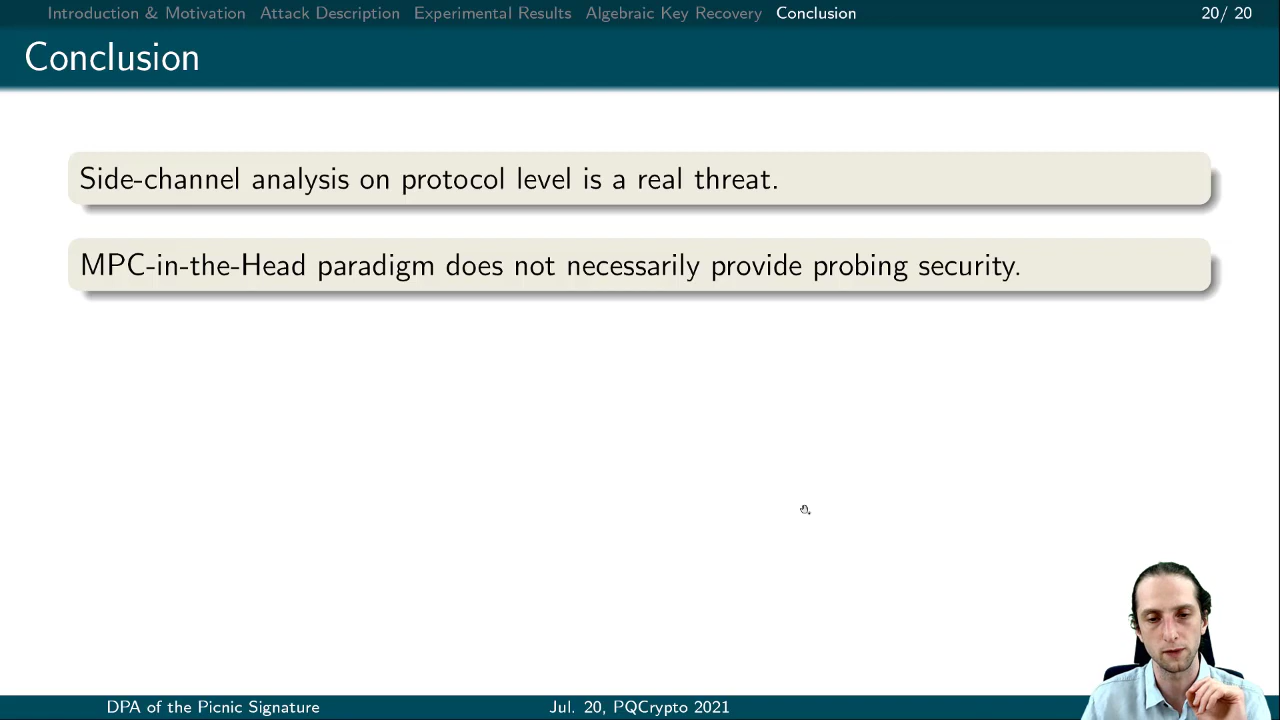 Introduction & Motivation Attack Description Experimental Results Algebraic Key Recovery Conclusion 20/ 20
Conclusion
Side-channel analysis on protocol level is a real threat.
MPC-in-the-Head paradigm does not necessarily provide probing security.
DPA of the Picnic Signature Jul. 20, PQCrypto 2021